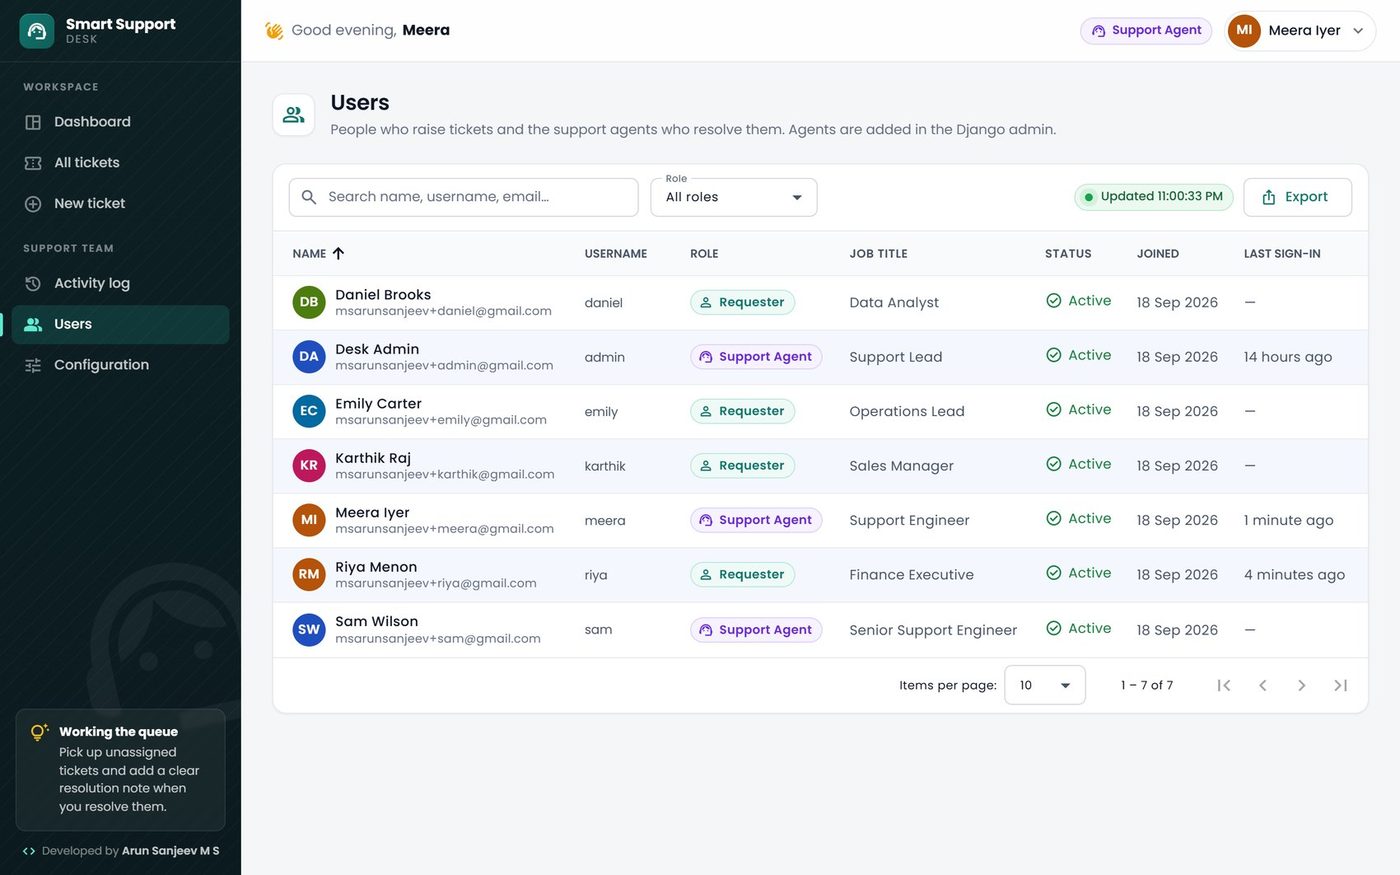 Smart Support
DESK
WORKSPACE
Dashboard
All tickets
New ticket
SUPPORT TEAM
Activity log
Users
Configuration
Working the queue
Pick up unassigned
tickets and add a clear
resolution note when
you resolve them.
Developed by Arun Sanjeev M S
Good evening, Meera
Support Agent
MI Meera Iyer
Users
People who raise tickets and the support agents who resolve them. Agents are added in the Django admin.
Search name, username, email...
Role
All roles
Updated 11:00:33 PM
Export
NAME USERNAME ROLE JOB TITLE STATUS JOINED LAST SIGN-IN
DB Daniel Brooks
msarunsanjeev+daniel@gmail.com
daniel Requester Data Analyst Active 18 Sep 2026 —
DA Desk Admin
msarunsanjeev+admin@gmail.com
admin Support Agent Support Lead Active 18 Sep 2026 14 hours ago
EC Emily Carter
msarunsanjeev+emily@gmail.com
emily Requester Operations Lead Active 18 Sep 2026 —
KR Karthik Raj
msarunsanjeev+karthik@gmail.com
karthik Requester Sales Manager Active 18 Sep 2026 —
MI Meera Iyer
msarunsanjeev+meera@gmail.com
meera Support Agent Support Engineer Active 18 Sep 2026 1 minute ago
RM Riya Menon
msarunsanjeev+riya@gmail.com
riya Requester Finance Executive Active 18 Sep 2026 4 minutes ago
SW Sam Wilson
msarunsanjeev+sam@gmail.com
sam Support Agent Senior Support Engineer Active 18 Sep 2026 —
Items per page: 10 1 – 7 of 7